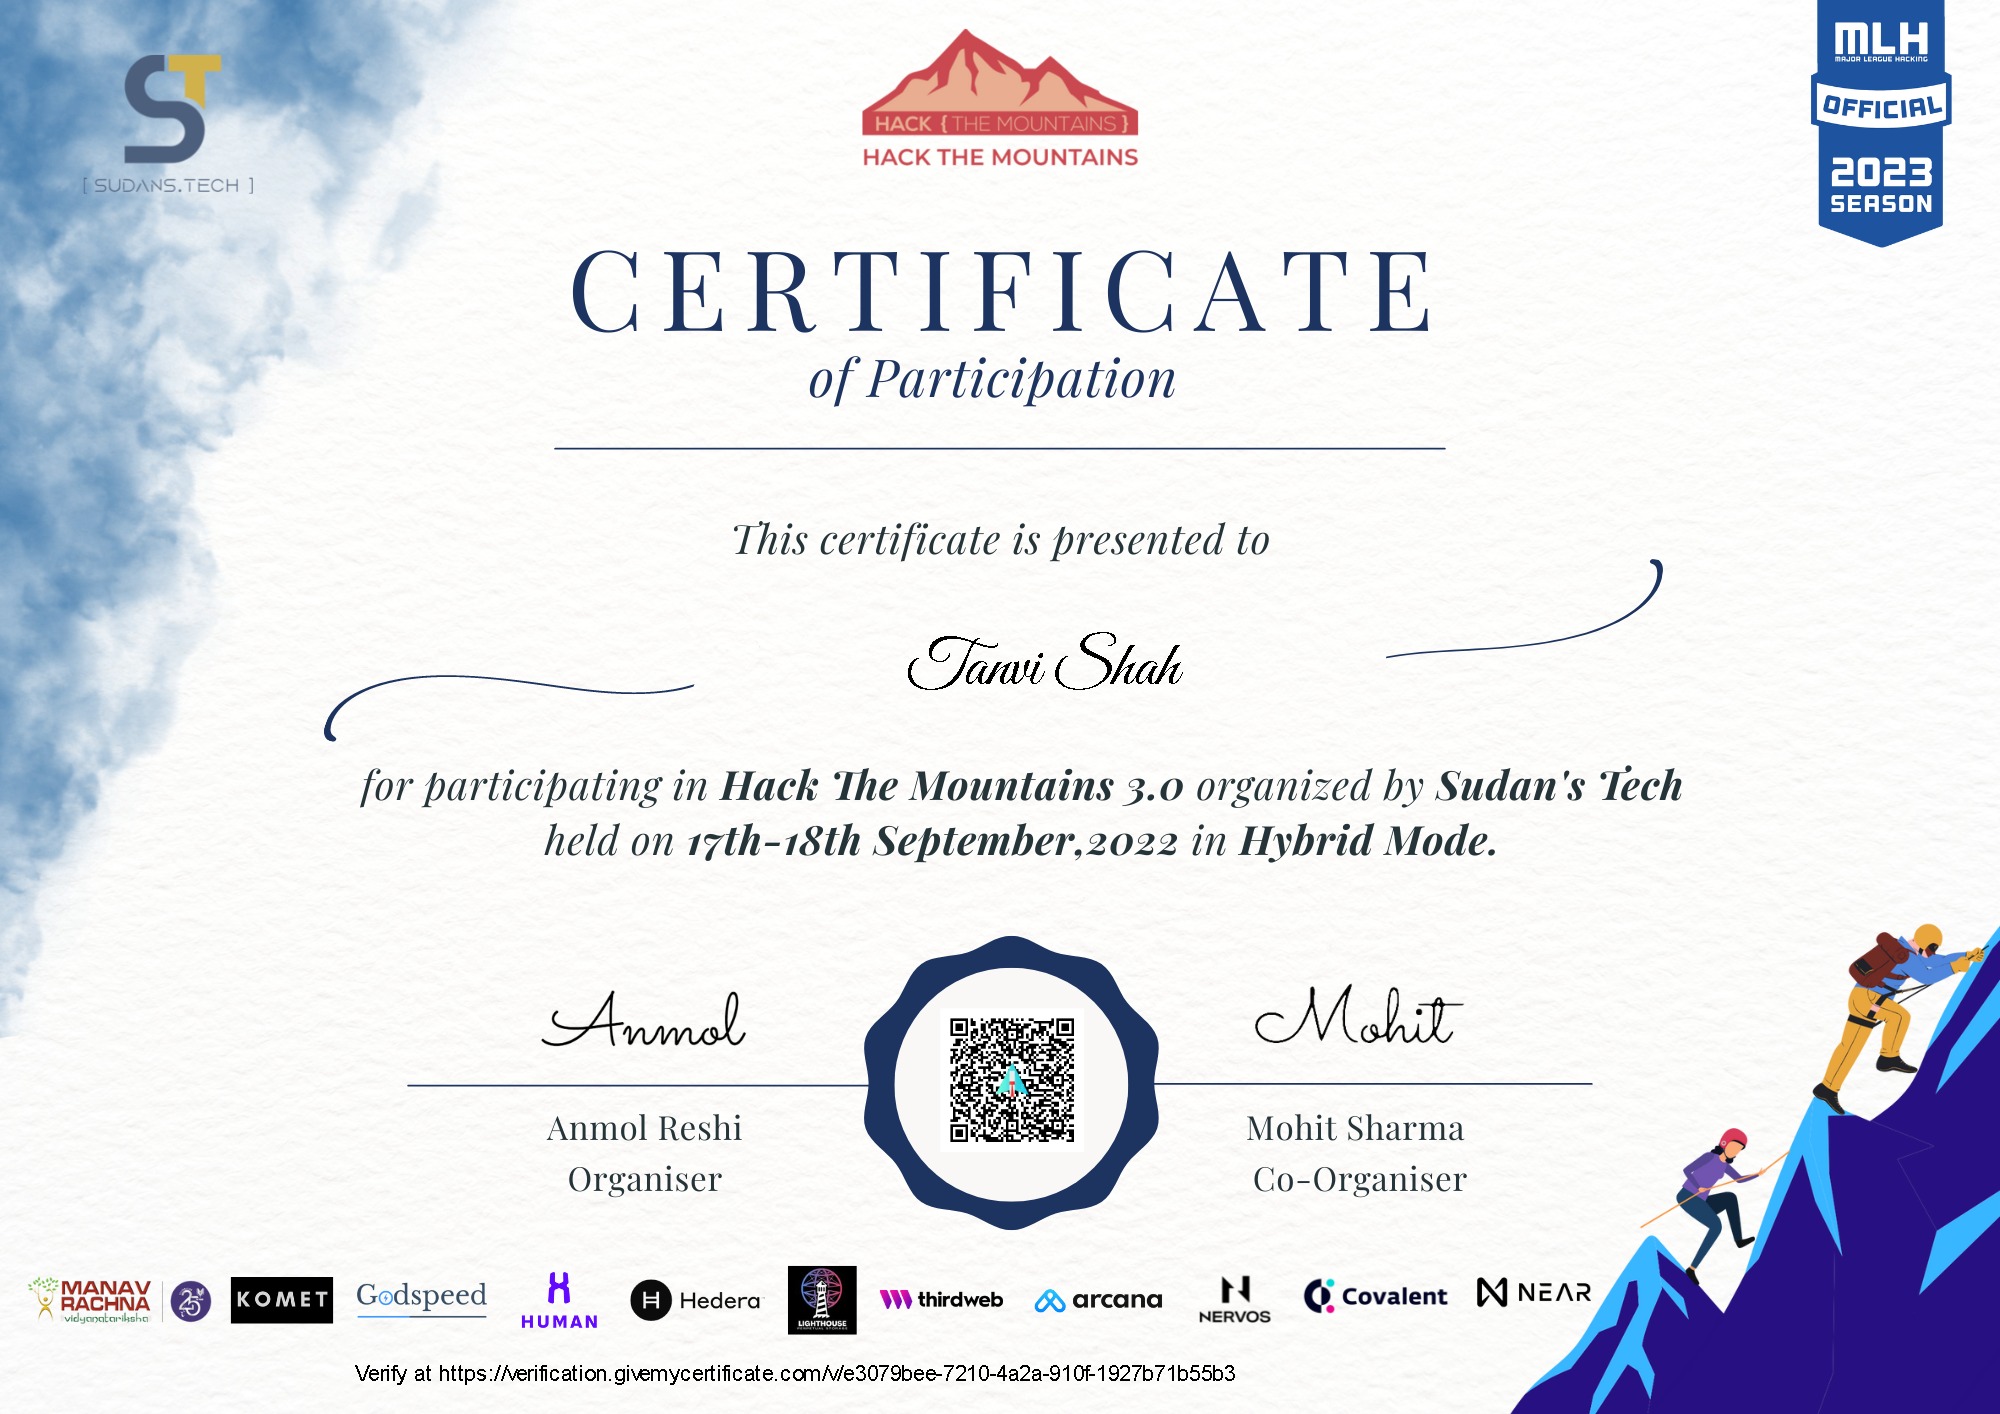 ST
[ SUDANS.TECH ]
HACK {THE MOUNTAINS}
HACK THE MOUNTAINS
MLH
MAJOR LEAGUE HACKING
OFFICIAL
2023
SEASON
CERTIFICATE
of Participation
This certificate is presented to
Tanvi Shah
for participating in Hack The Mountains 3.0 organized by Sudan's Tech
held on 17th-18th September,2022 in Hybrid Mode.
Anmol
Mohit
Anmol Reshi
Organiser
Mohit Sharma
Co-Organiser
MANAV
RACHNA
vidyanatariksha
25
KOMET
Godspeed
HUMAN
H Hedera
LIGHTHOUSE
PERPETUAL STORAGE
thirdweb
arcana
NERVOS
Covalent
NEAR
Verify at https://verification.givemycertificate.com/v/e3079bee-7210-4a2a-910f-1927b71b55b3